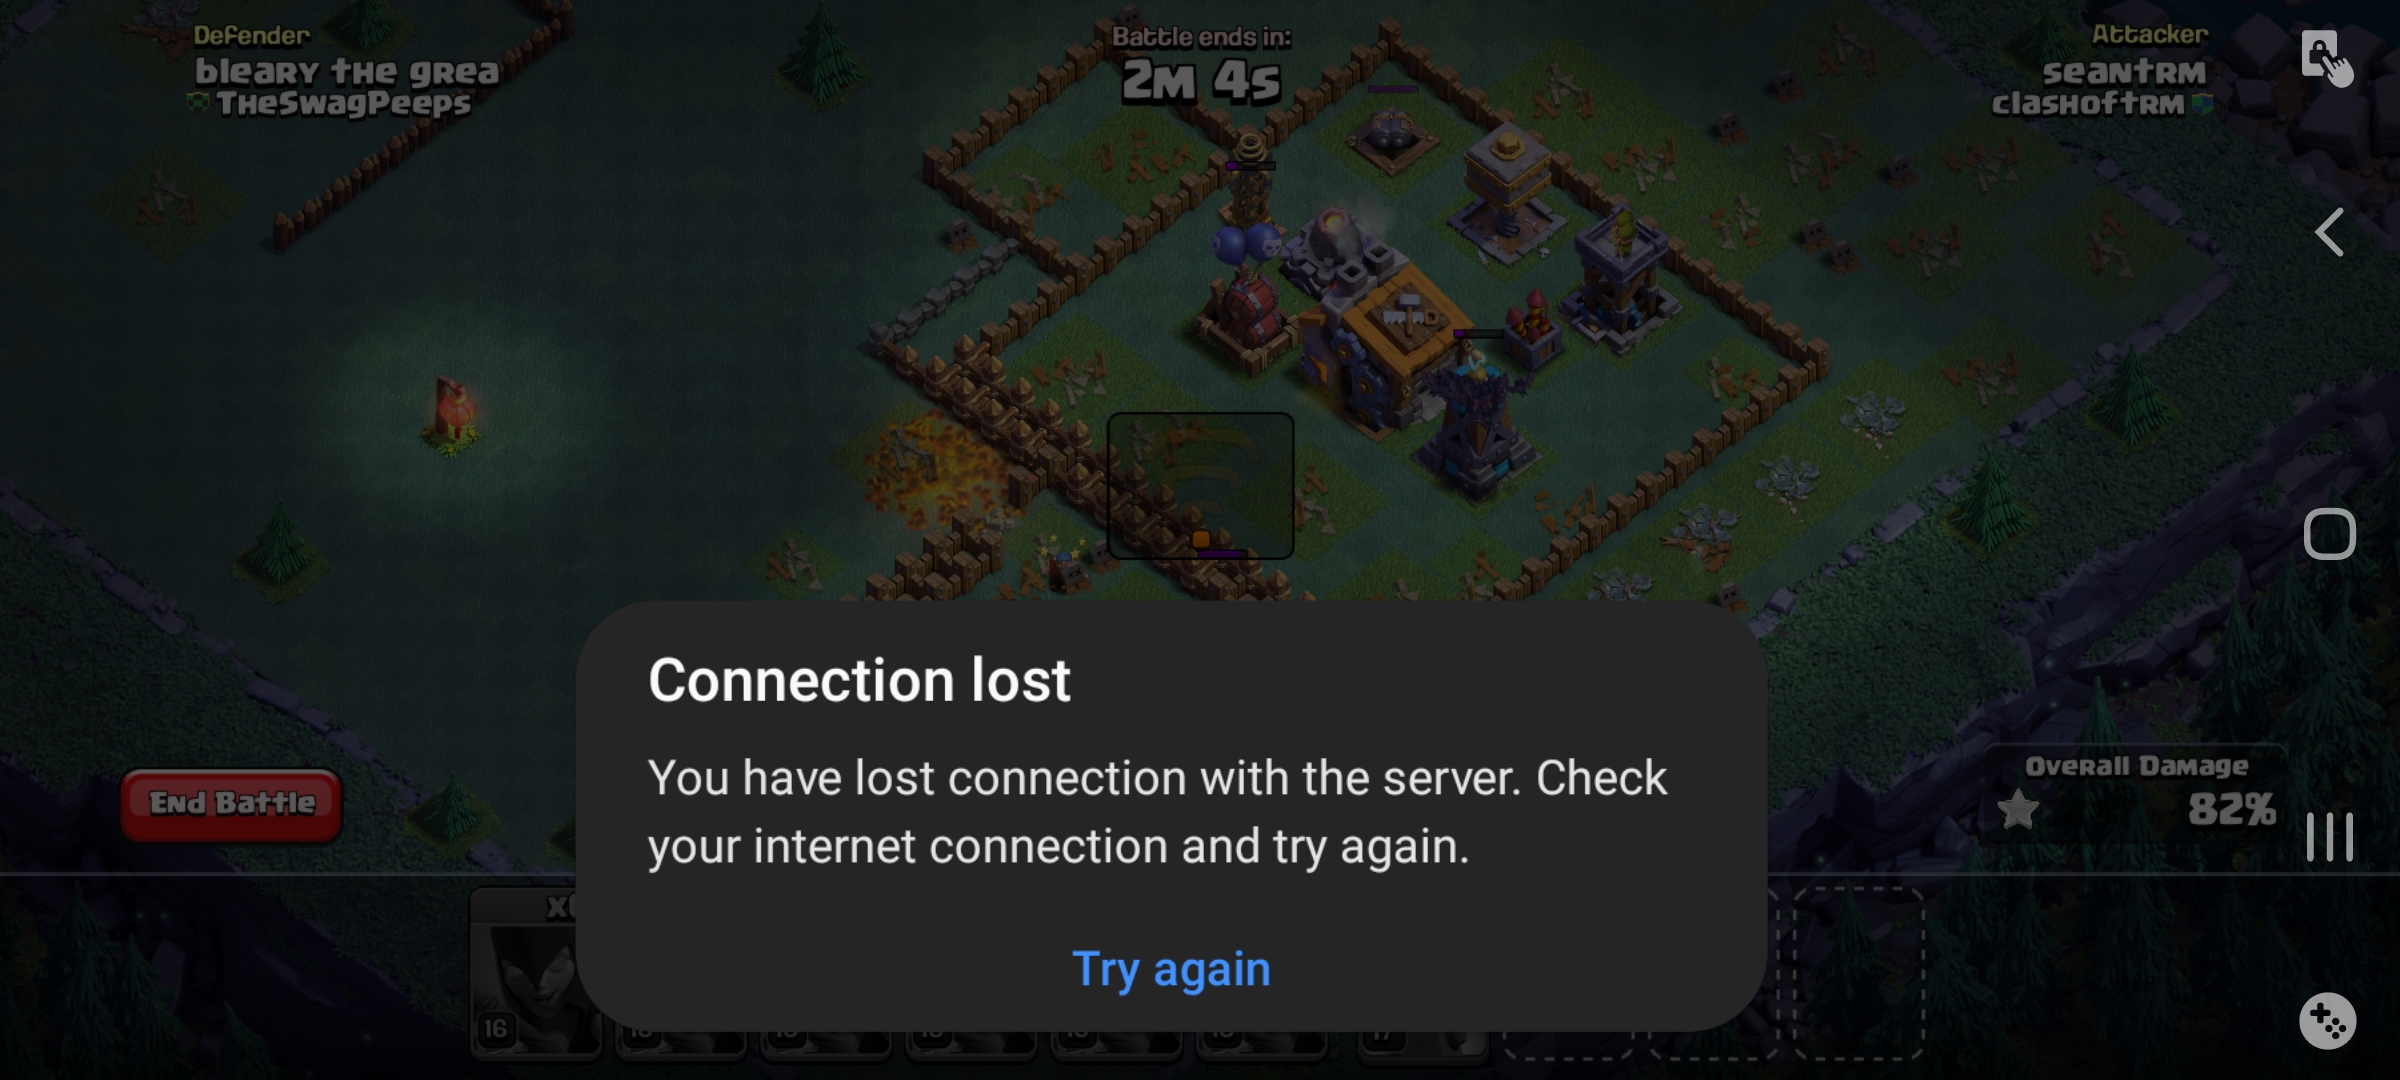 Defender
bleary the grea
TheSwagPeeps
Battle ends in:
2m 4s
Attacker
seantrm
clashoftrm
Connection lost
You have lost connection with the server. Check
your internet connection and try again.
Try again
End Battle
Overall Damage
82%
16